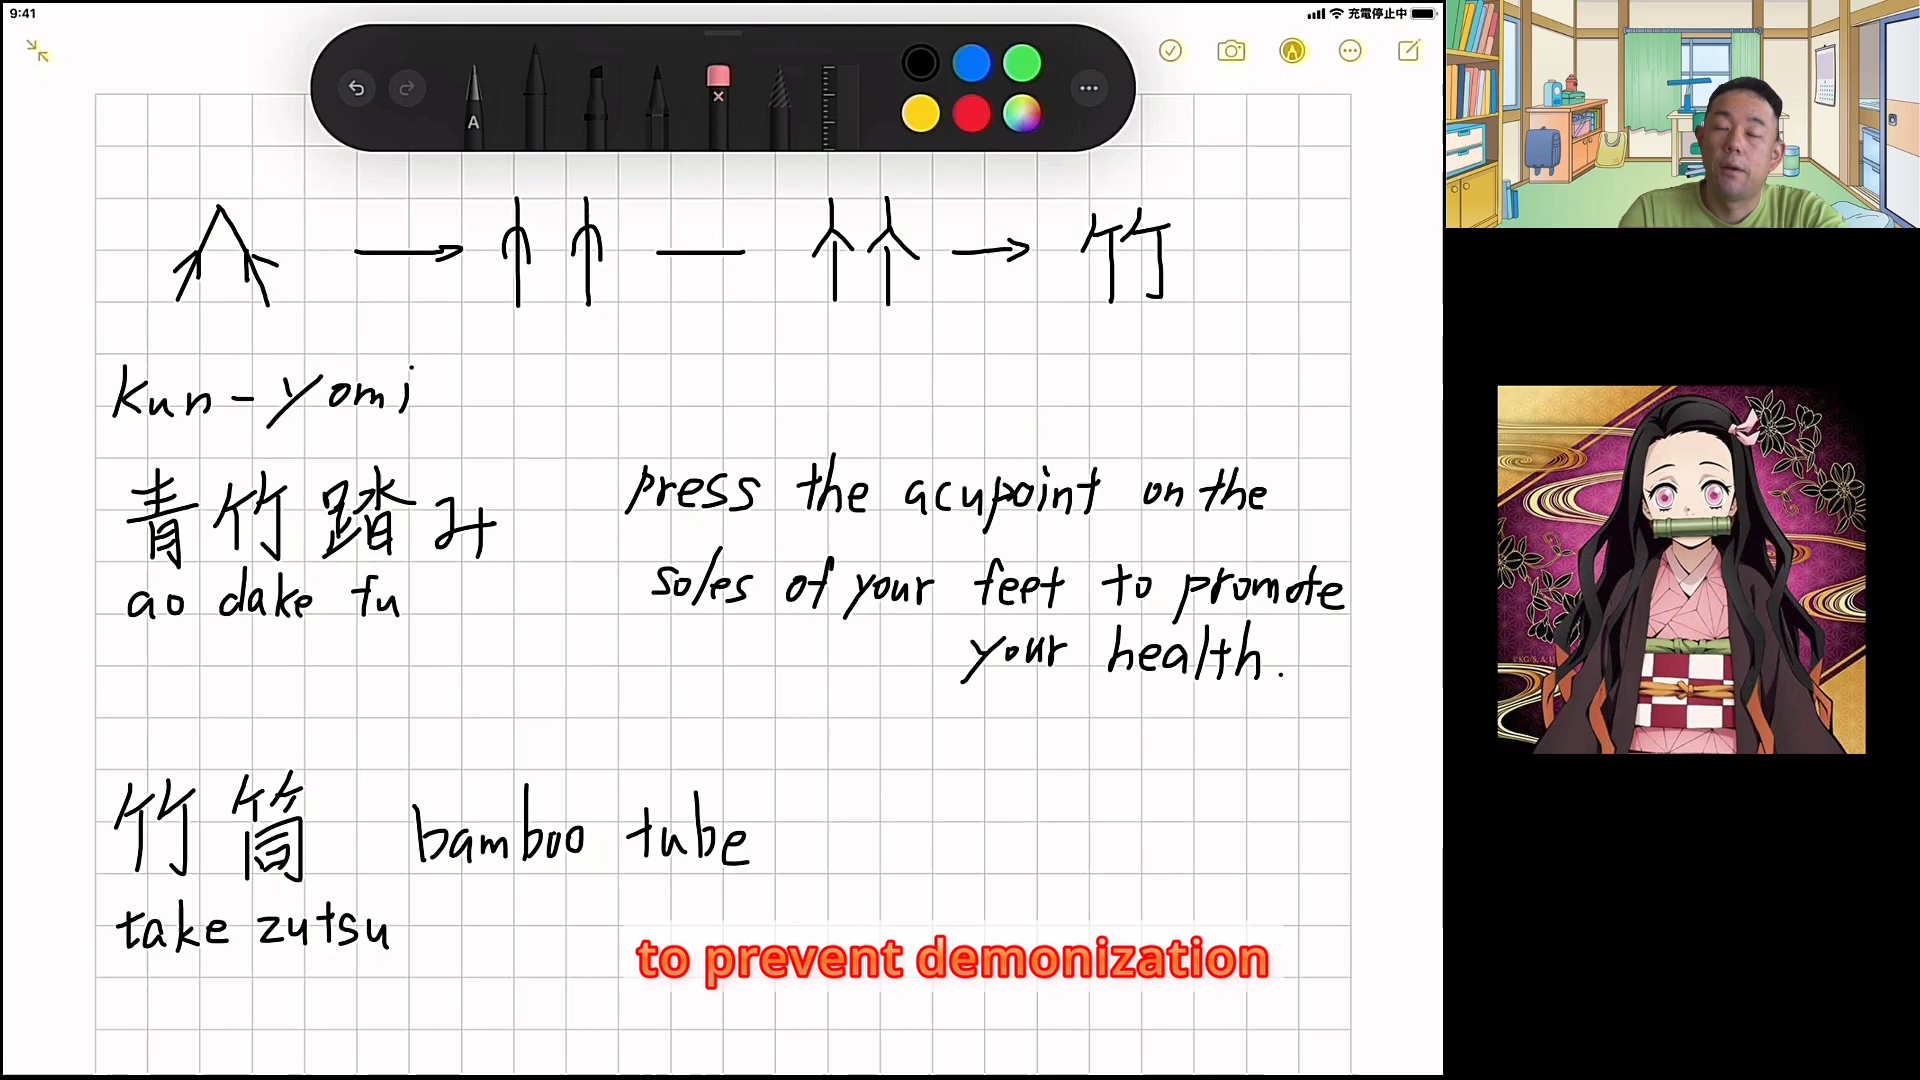 9:41
充電停止中
A
竹
kun-yomi
青竹踏み
ao dake fu
press the acupoint on the
soles of your feet to promote
your health.
竹筒 bamboo tube
take zutsu
to prevent demonization